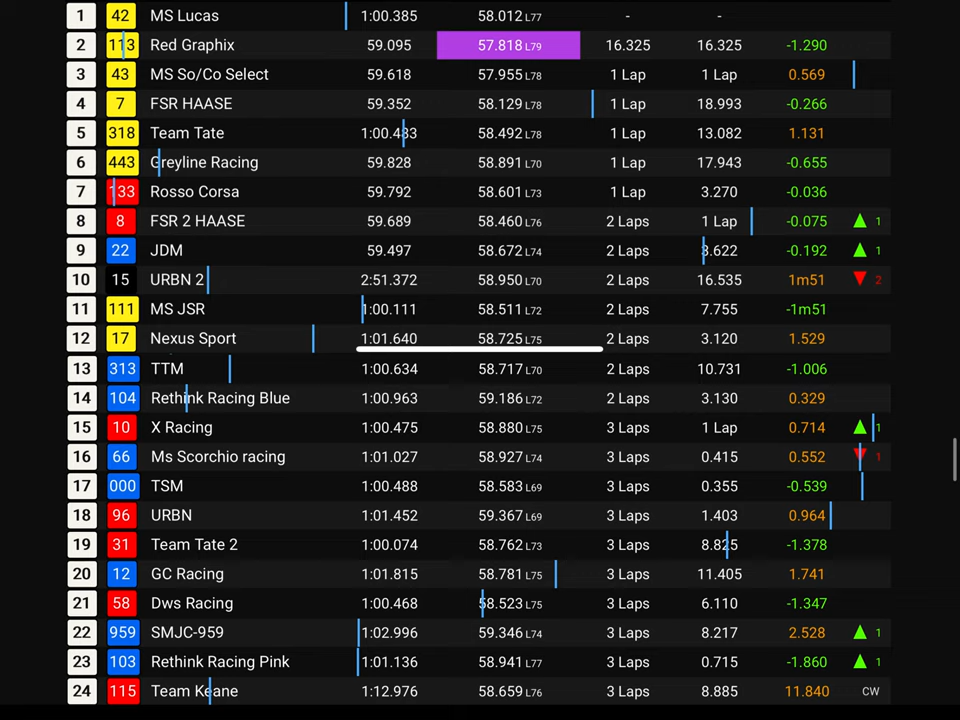 1 42 MS Lucas 1:00.385 58.012 L77 - -
2 113 Red Graphix 59.095 57.818 L79 16.325 16.325 -1.290
3 43 MS So/Co Select 59.618 57.955 L78 1 Lap 1 Lap 0.569
4 7 FSR HAASE 59.352 58.129 L78 1 Lap 18.993 -0.266
5 318 Team Tate 1:00.483 58.492 L78 1 Lap 13.082 1.131
6 443 Greyline Racing 59.828 58.891 L70 1 Lap 17.943 -0.655
7 133 Rosso Corsa 59.792 58.601 L73 1 Lap 3.270 -0.036
8 8 FSR 2 HAASE 59.689 58.460 L76 2 Laps 1 Lap -0.075 1
9 22 JDM 59.497 58.672 L74 2 Laps 3.622 -0.192 1
10 15 URBN 2 2:51.372 58.950 L70 2 Laps 16.535 1m51 2
11 111 MS JSR 1:00.111 58.511 L72 2 Laps 7.755 -1m51
12 17 Nexus Sport 1:01.640 58.725 L75 2 Laps 3.120 1.529
13 313 TTM 1:00.634 58.717 L70 2 Laps 10.731 -1.006
14 104 Rethink Racing Blue 1:00.963 59.186 L72 2 Laps 3.130 0.329
15 10 X Racing 1:00.475 58.880 L75 3 Laps 1 Lap 0.714 1
16 66 Ms Scorchio racing 1:01.027 58.927 L74 3 Laps 0.415 0.552 1
17 000 TSM 1:00.488 58.583 L69 3 Laps 0.355 -0.539
18 96 URBN 1:01.452 59.367 L69 3 Laps 1.403 0.964
19 31 Team Tate 2 1:00.074 58.762 L73 3 Laps 8.825 -1.378
20 12 GC Racing 1:01.815 58.781 L75 3 Laps 11.405 1.741
21 58 Dws Racing 1:00.468 58.523 L75 3 Laps 6.110 -1.347
22 959 SMJC-959 1:02.996 59.346 L74 3 Laps 8.217 2.528 1
23 103 Rethink Racing Pink 1:01.136 58.941 L77 3 Laps 0.715 -1.860 1
24 115 Team Keane 1:12.976 58.659 L76 3 Laps 8.885 11.840 CW